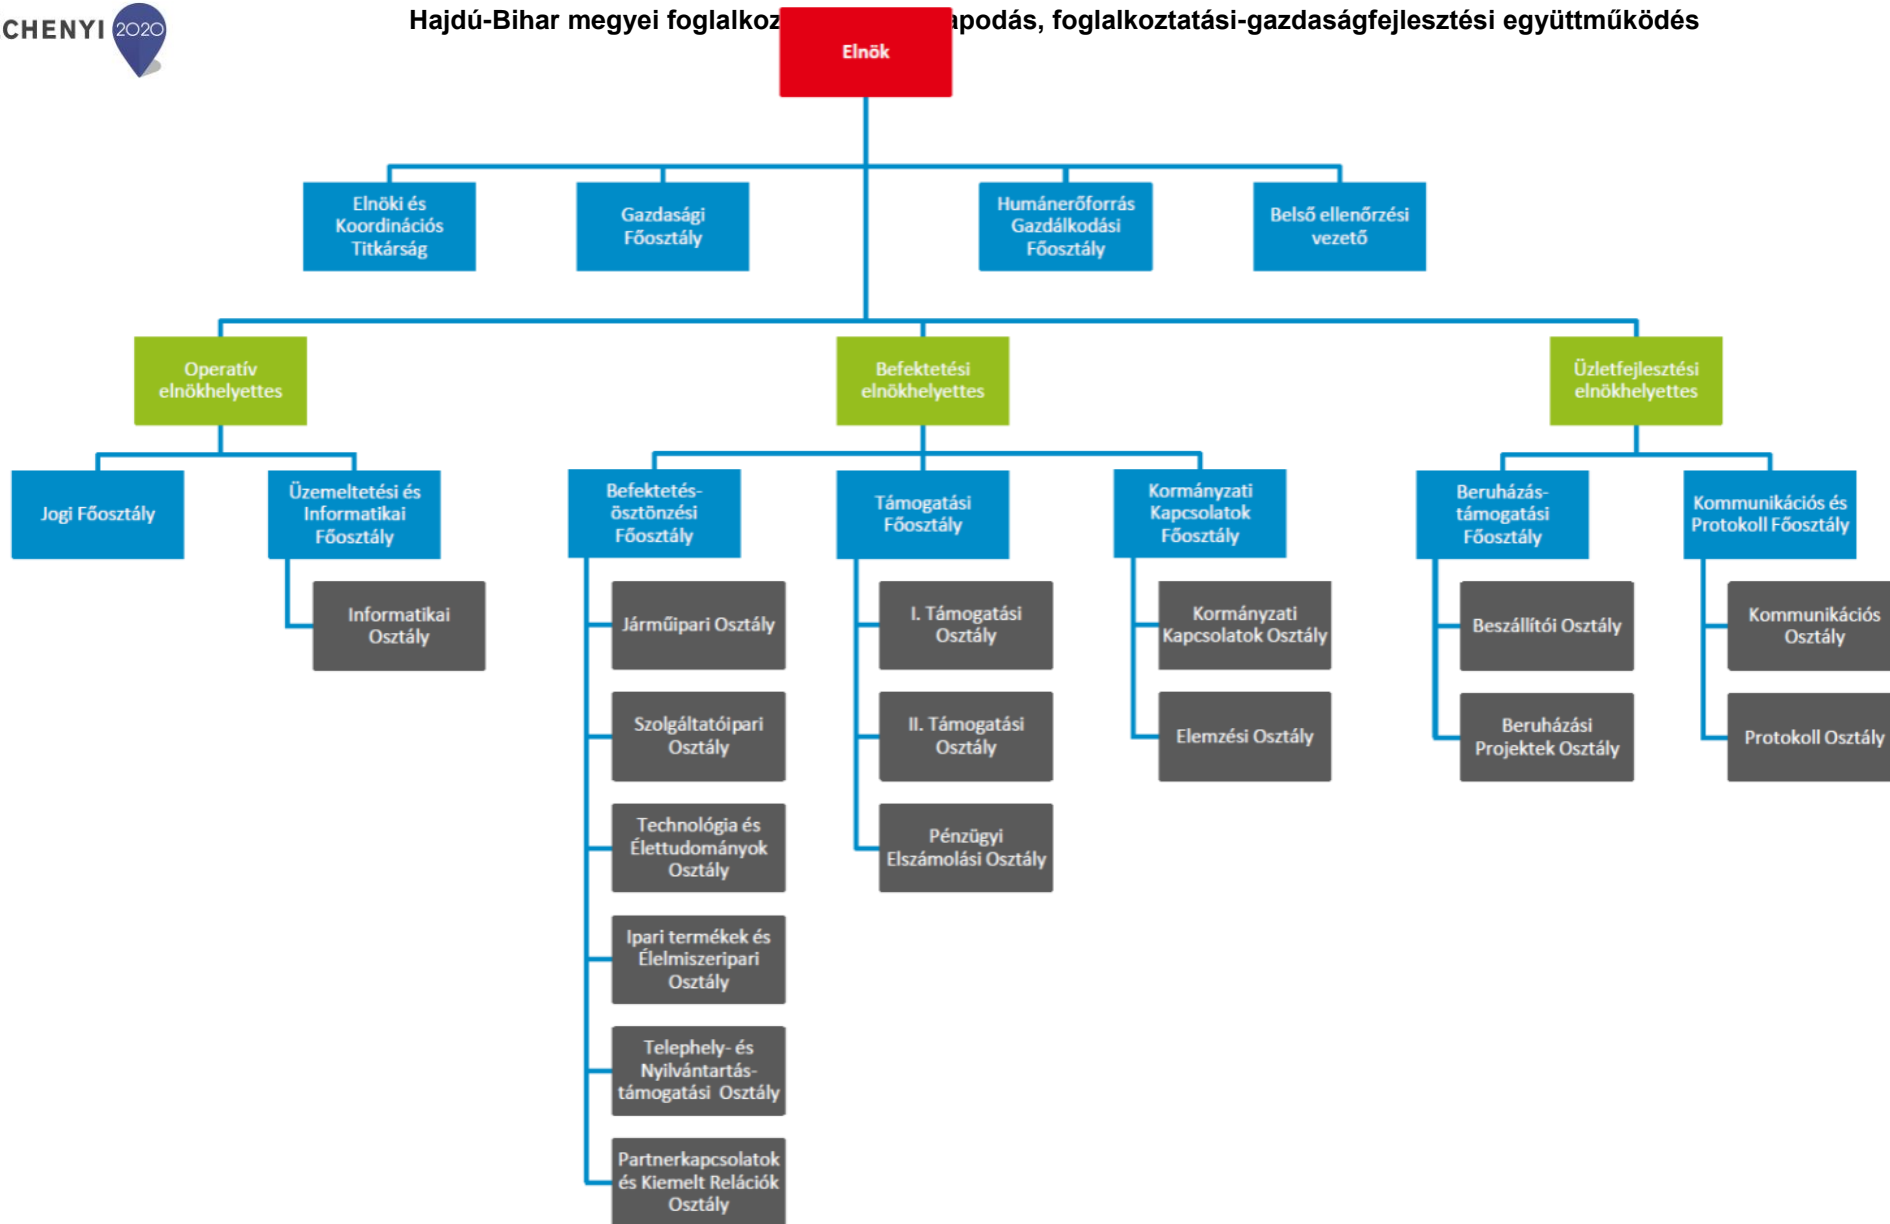 CHENYI 2020
Hajdú-Bihar megyei foglalkoz apodás, foglalkoztatási-gazdaságfejlesztési együttműködés
Elnök
Elnöki és
Koordinációs
Titkárság
Gazdasági
Főosztály
Humánerőforrás
Gazdálkodási
Főosztály
Belső ellenőrzési
vezető
Operatív
elnökhelyettes
Befektetési
elnökhelyettes
Üzletfejlesztési
elnökhelyettes
Jogi Főosztály
Üzemeltetési és
Informatikai
Főosztály
Befektetés-
ösztönzési
Főosztály
Támogatási
Főosztály
Kormányzati
Kapcsolatok
Főosztály
Beruházás-
támogatási
Főosztály
Kommunikációs és
Protokoll Főosztály
Informatikai
Osztály
Járműipari Osztály
I. Támogatási
Osztály
Kormányzati
Kapcsolatok Osztály
Beszállítói Osztály
Kommunikációs
Osztály
Szolgáltatóipari
Osztály
II. Támogatási
Osztály
Elemzési Osztály
Beruházási
Projektek Osztály
Protokoll Osztály
Technológia és
Élettudományok
Osztály
Pénzügyi
Elszámolási Osztály
Ipari termékek és
Élelmiszeripari
Osztály
Telephely- és
Nyilvántartás-
támogatási Osztály
Partnerkapcsolatok
és Kiemelt Relációk
Osztály